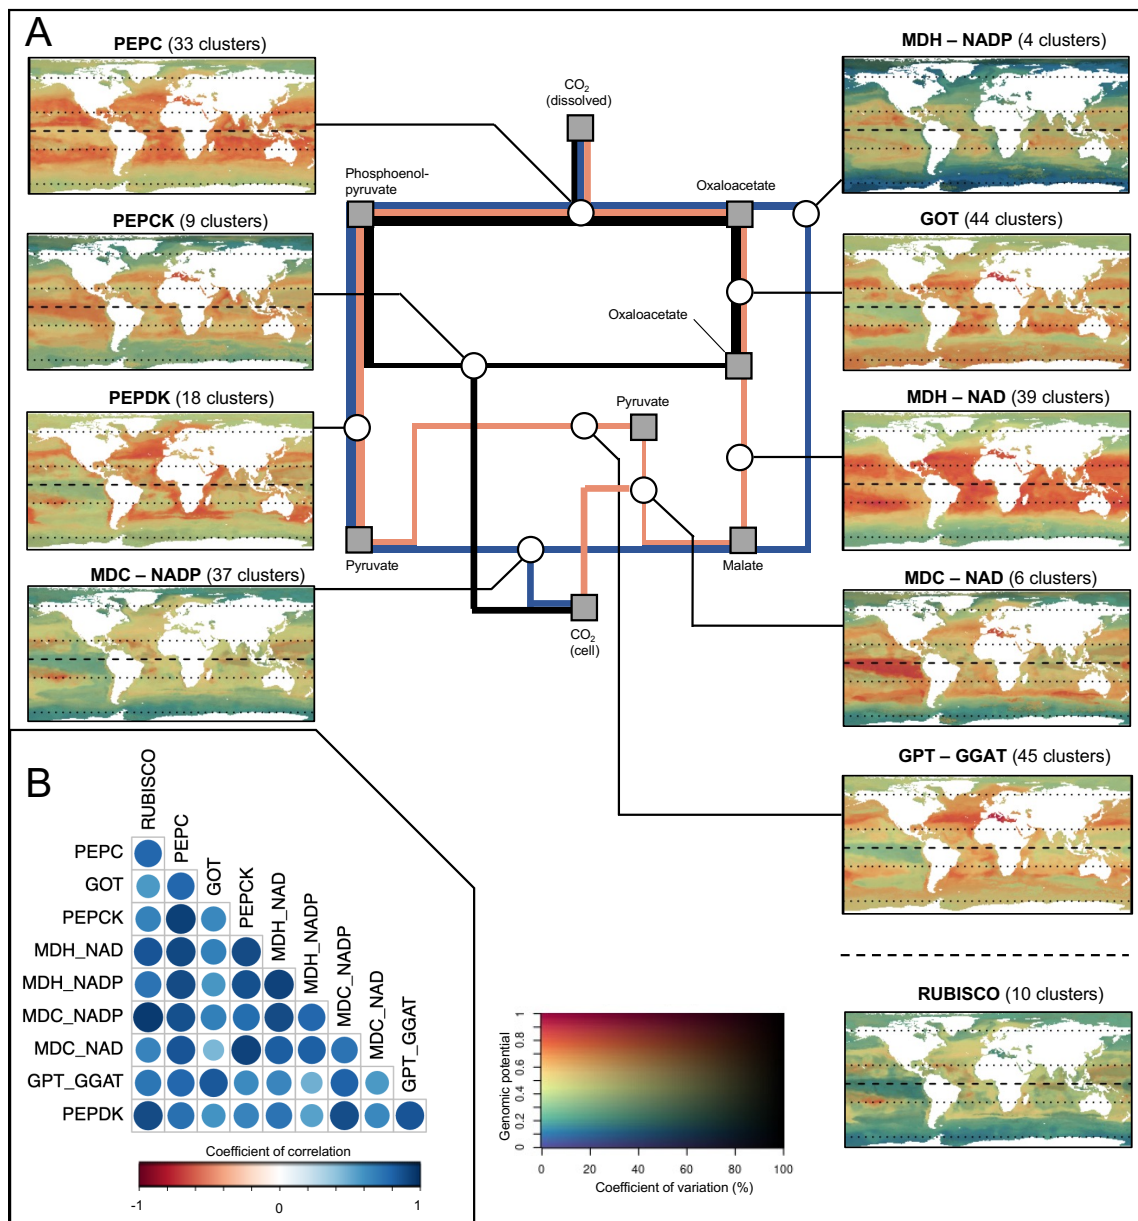 A
PEPC (33 clusters)
PEPCK (9 clusters)
PEPDK (18 clusters)
MDC – NADP (37 clusters)
CO2
(dissolved)
Phosphoenol-
pyruvate
Oxaloacetate
Oxaloacetate
Pyruvate
Pyruvate
Malate
CO2
(cell)
MDH – NADP (4 clusters)
GOT (44 clusters)
MDH – NAD (39 clusters)
MDC – NAD (6 clusters)
GPT – GGAT (45 clusters)
RUBISCO (10 clusters)
B
RUBISCO
PEPC
GOT
PEPCK
MDH_NAD
MDH_NADP
MDC_NADP
MDC_NAD
GPT_GGAT
PEPC
GOT
PEPCK
MDH_NAD
MDH_NADP
MDC_NADP
MDC_NAD
GPT_GGAT
PEPDK
Coefficient of correlation
-1 0 1
Genomic potential
1
0.8
0.6
0.4
0.2
0
0 20 40 60 80 100
Coefficient of variation (%)